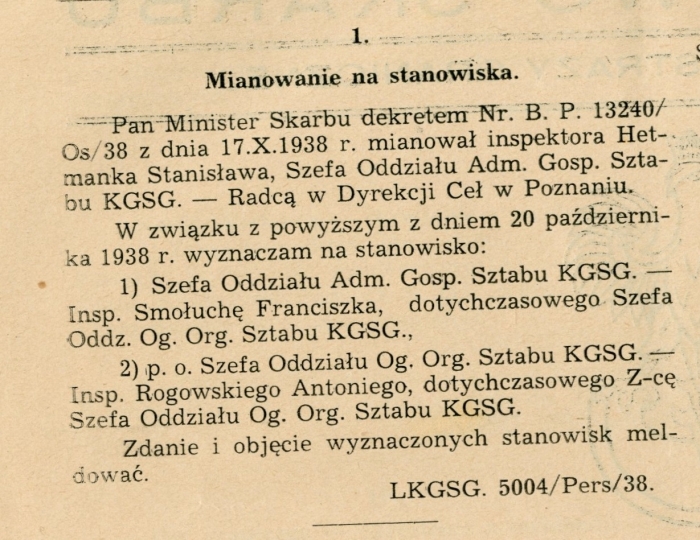 1.
Mianowanie na stanowiska.
Pan Minister Skarbu dekretem Nr. B. P. 13240/
Os/38 z dnia 17.X.1938 r. mianował inspektora Het-
manka Stanisława, Szefa Oddziału Adm. Gosp. Szta-
bu KGSG. — Radcą w Dyrekcji Ceł w Poznaniu.
W związku z powyższym z dniem 20 październi-
ka 1938 r. wyznaczam na stanowisko:
1) Szefa Oddziału Adm. Gosp. Sztabu KGSG. —
Insp. Smołuchę Franciszka, dotychczasowego Szefa
Oddz. Og. Org. Sztabu KGSG.,
2) p. o. Szefa Oddziału Og. Org. Sztabu KGSG. —
Insp. Rogowskiego Antoniego, dotychczasowego Z-cę
Szefa Oddziału Og. Org. Sztabu KGSG.
Zdanie i objęcie wyznaczonych stanowisk mel-
dować.
LKGSG. 5004/Pers/38.